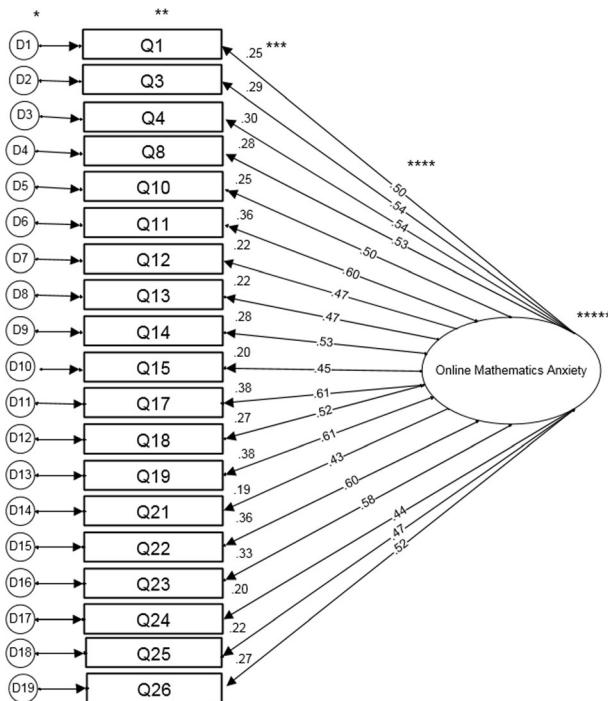 * **
D1 Q1 .25 ***
D2 Q3 .29
D3 Q4 .30
D4 Q8 .28 ****
D5 Q10 .25 .50
D6 Q11 .36 .54
D7 Q12 .22 .54
D8 Q13 .22 .53
D9 Q14 .28 .50
D10 Q15 .20 .60
D11 Q17 .38 .47
D12 Q18 .27 .47
D13 Q19 .38 .53
D14 Q21 .19 .45
D15 Q22 .36 .61
D16 Q23 .33 .52
D17 Q24 .20 .61
D18 Q25 .22 .43
D19 Q26 .27 .60
.58
.44
.47
.52
*****
Online Mathematics Anxiety